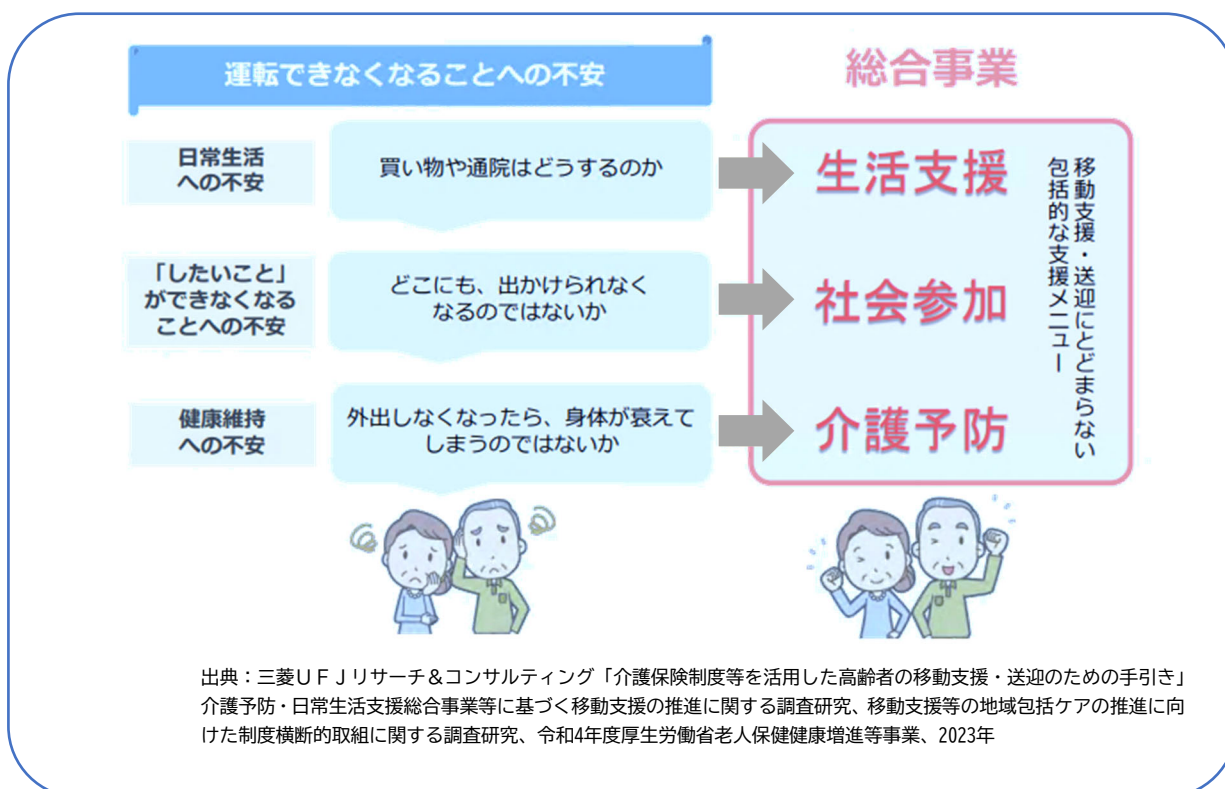 運転できなくなることへの不安
総合事業
日常生活
への不安
買い物や通院はどうするのか
生活支援
「したいこと」
ができなくなる
ことへの不安
どこにも、出かけられなく
なるのではないか
社会参加
健康維持
への不安
外出しなくなったら、身体が衰えて
しまうのではないか
介護予防
移動支援・送迎にとどまらない
包括的な支援メニュー
出典：三菱ＵＦＪリサーチ＆コンサルティング「介護保険制度等を活用した高齢者の移動支援・送迎のための手引き」
介護予防・日常生活支援総合事業等に基づく移動支援の推進に関する調査研究、移動支援等の地域包括ケアの推進に向
けた制度横断的取組に関する調査研究、令和4年度厚生労働省老人保健健康増進等事業、2023年